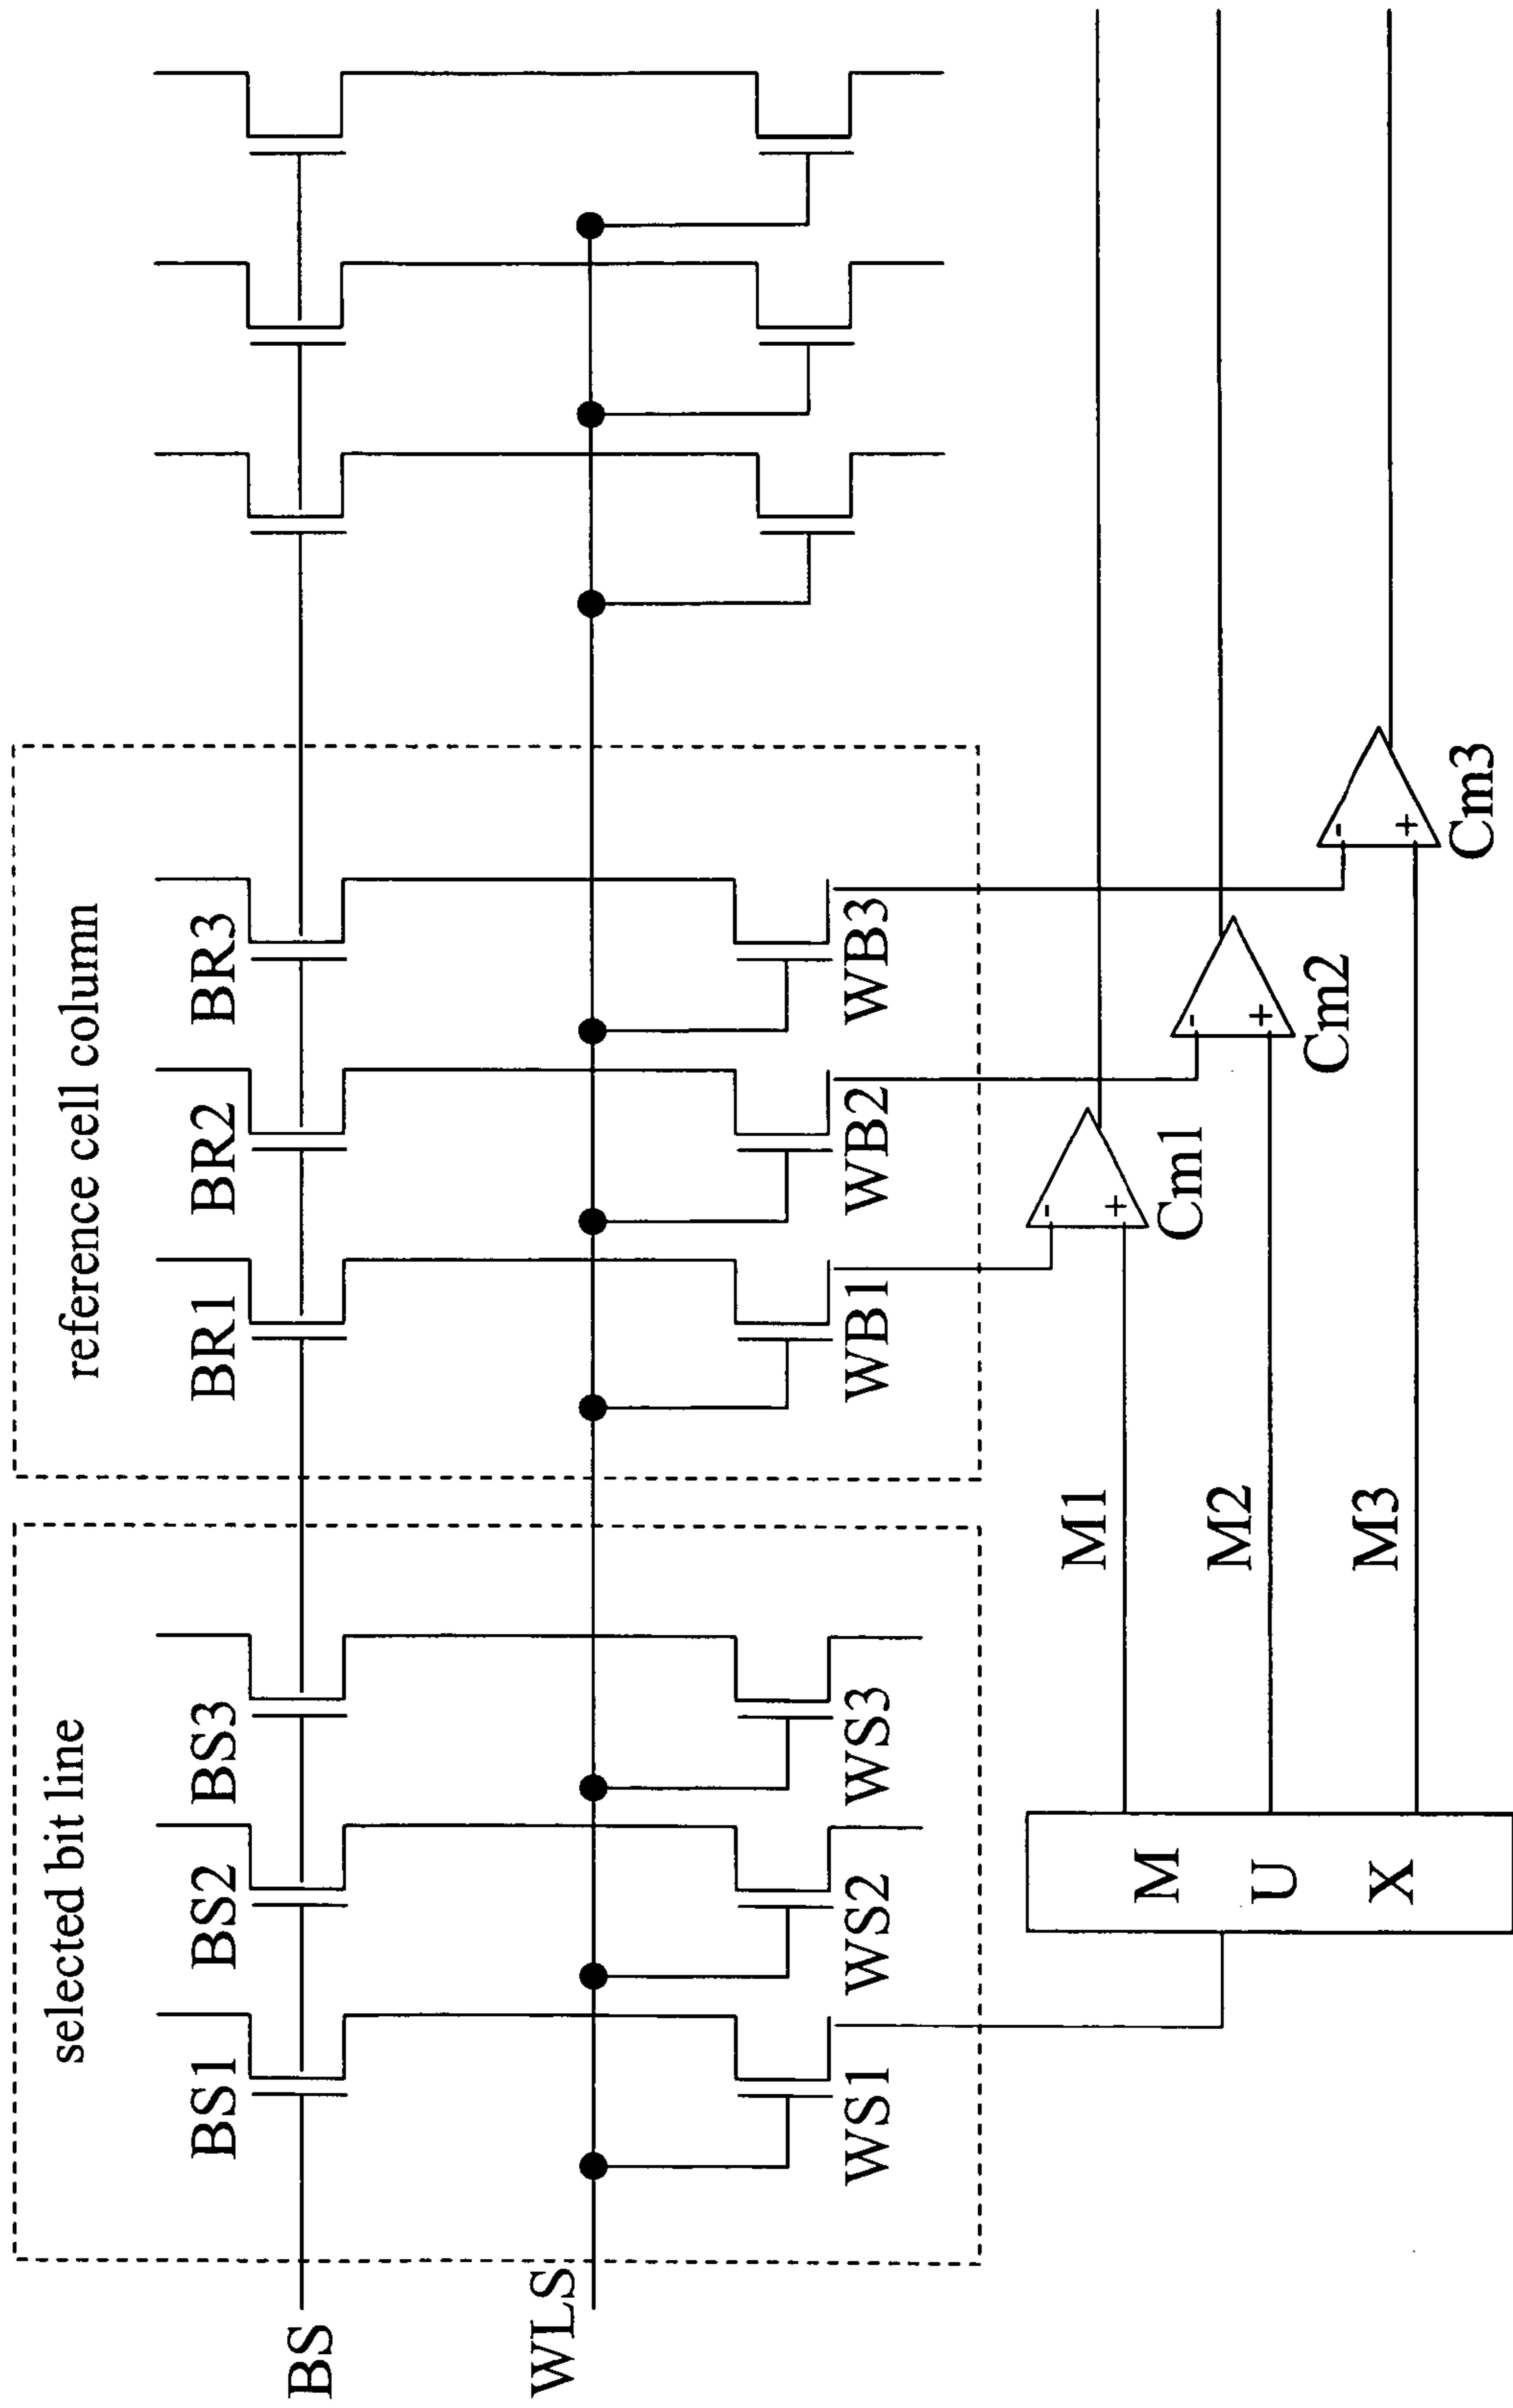 selected bit line
reference cell column
BS1
BS2
BS3
BR1
BR2
BR3
BS
WLS
WS1
WS2
WS3
WB1
WB2
WB3
M1
- +
Cm1
M
U
X
M2
- +
Cm2
M3
- +
Cm3